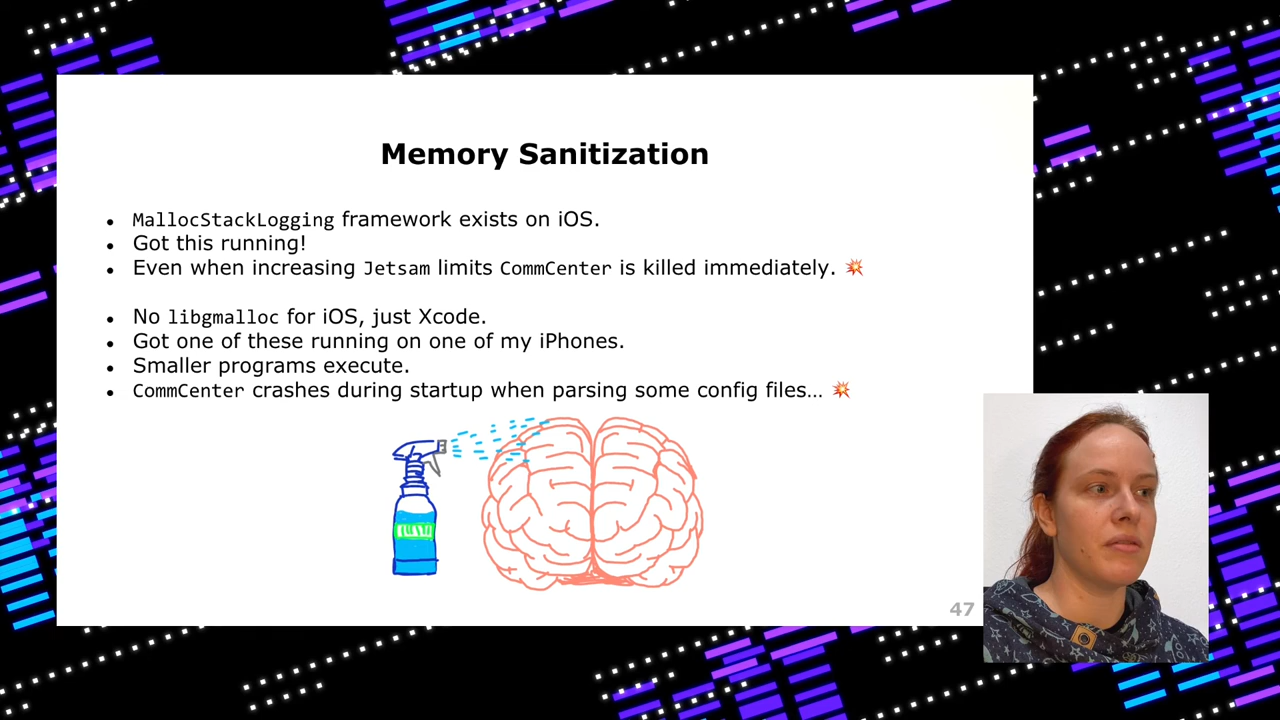 Memory Sanitization
• MallocStackLogging framework exists on iOS.
• Got this running!
• Even when increasing Jetsam limits CommCenter is killed immediately. 💥
• No libgmalloc for iOS, just Xcode.
• Got one of these running on one of my iPhones.
• Smaller programs execute.
• CommCenter crashes during startup when parsing some config files… 💥
47